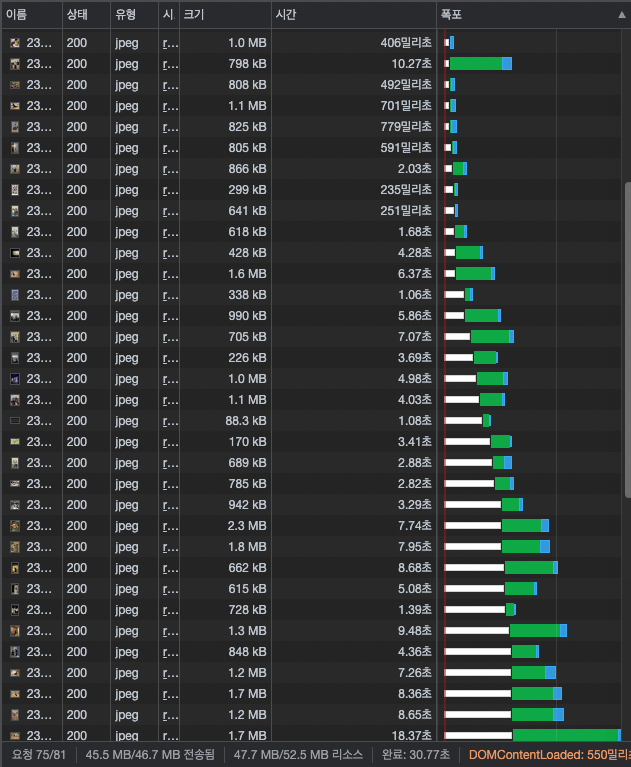 이름 상태 유형 시. 크기 시간 폭포
23... 200 jpeg r... 1.0 MB 406밀리초
23... 200 jpeg r... 798 kB 10.27초
23... 200 jpeg r... 808 kB 492밀리초
23... 200 jpeg r... 1.1 MB 701밀리초
23... 200 jpeg r... 825 kB 779밀리초
23... 200 jpeg r... 805 kB 591밀리초
23... 200 jpeg r... 866 kB 2.03초
23... 200 jpeg r... 299 kB 235밀리초
23... 200 jpeg r... 641 kB 251밀리초
23... 200 jpeg r... 618 kB 1.68초
23... 200 jpeg r... 428 kB 4.28초
23... 200 jpeg r... 1.6 MB 6.37초
23... 200 jpeg r... 338 kB 1.06초
23... 200 jpeg r... 990 kB 5.86초
23... 200 jpeg r... 705 kB 7.07초
23... 200 jpeg r... 226 kB 3.69초
23... 200 jpeg r... 1.0 MB 4.98초
23... 200 jpeg r... 1.1 MB 4.03초
23... 200 jpeg r... 88.3 kB 1.08초
23... 200 jpeg r... 170 kB 3.41초
23... 200 jpeg r... 689 kB 2.88초
23... 200 jpeg r... 785 kB 2.82초
23... 200 jpeg r... 942 kB 3.29초
23... 200 jpeg r... 2.3 MB 7.74초
23... 200 jpeg r... 1.8 MB 7.95초
23... 200 jpeg r... 662 kB 8.68초
23... 200 jpeg r... 615 kB 5.08초
23... 200 jpeg r... 728 kB 1.39초
23... 200 jpeg r... 1.3 MB 9.48초
23... 200 jpeg r... 848 kB 4.36초
23... 200 jpeg r... 1.2 MB 7.26초
23... 200 jpeg r... 1.7 MB 8.36초
23... 200 jpeg r... 1.2 MB 8.65초
23... 200 jpeg r... 1.7 MB 18.37초
요청 75/81 45.5 MB/46.7 MB 전송됨 47.7 MB/52.5 MB 리소스 완료: 30.77초 DOMContentLoaded: 550밀리초